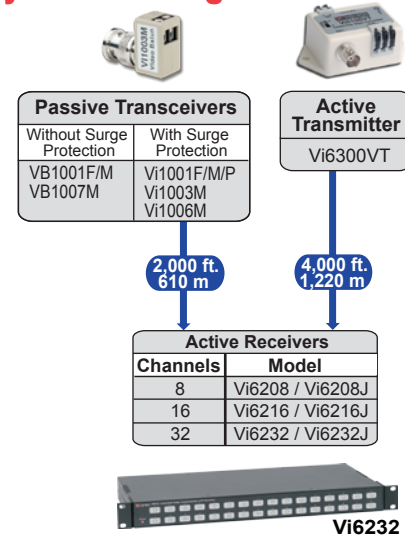 Vi1003M
Video Balun
Passive Transceivers
Without Surge Protection
With Surge Protection
VB1001F/M
VB1007M
Vi1001F/M/P
Vi1003M
Vi1006M
Active
Transmitter
Vi6300VT
2,000 ft.
610 m
4,000 ft.
1,220 m
Active Receivers
Channels Model
8 Vi6208 / Vi6208J
16 Vi6216 / Vi6216J
32 Vi6232 / Vi6232J
Vi6232